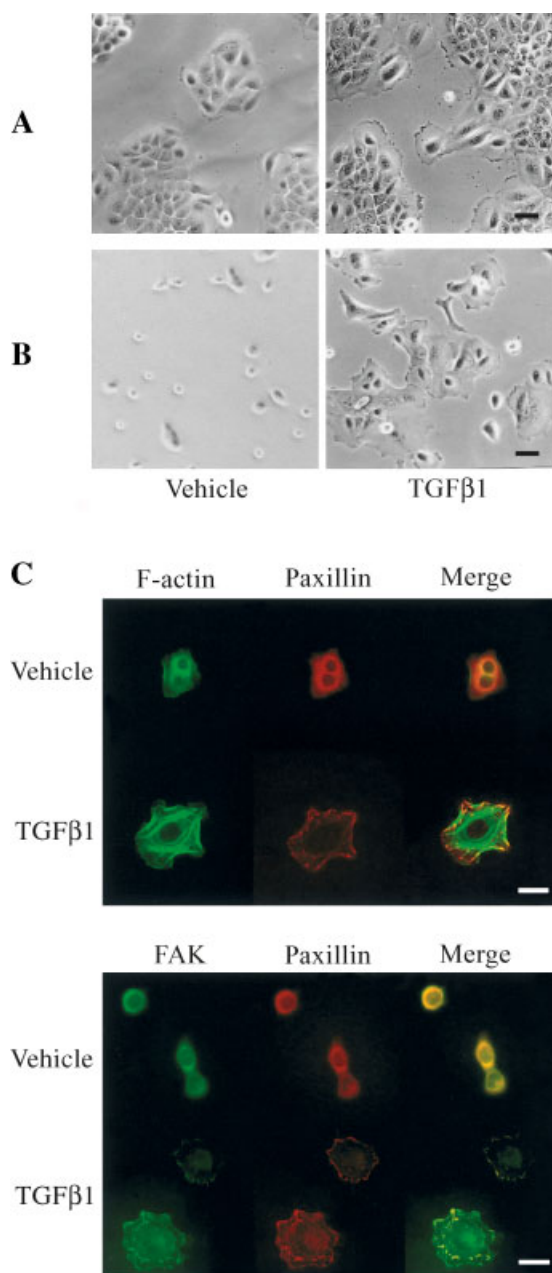 A
B
Vehicle TGFβ1
C
F-actin Paxillin Merge
Vehicle
TGFβ1
FAK Paxillin Merge
Vehicle
TGFβ1